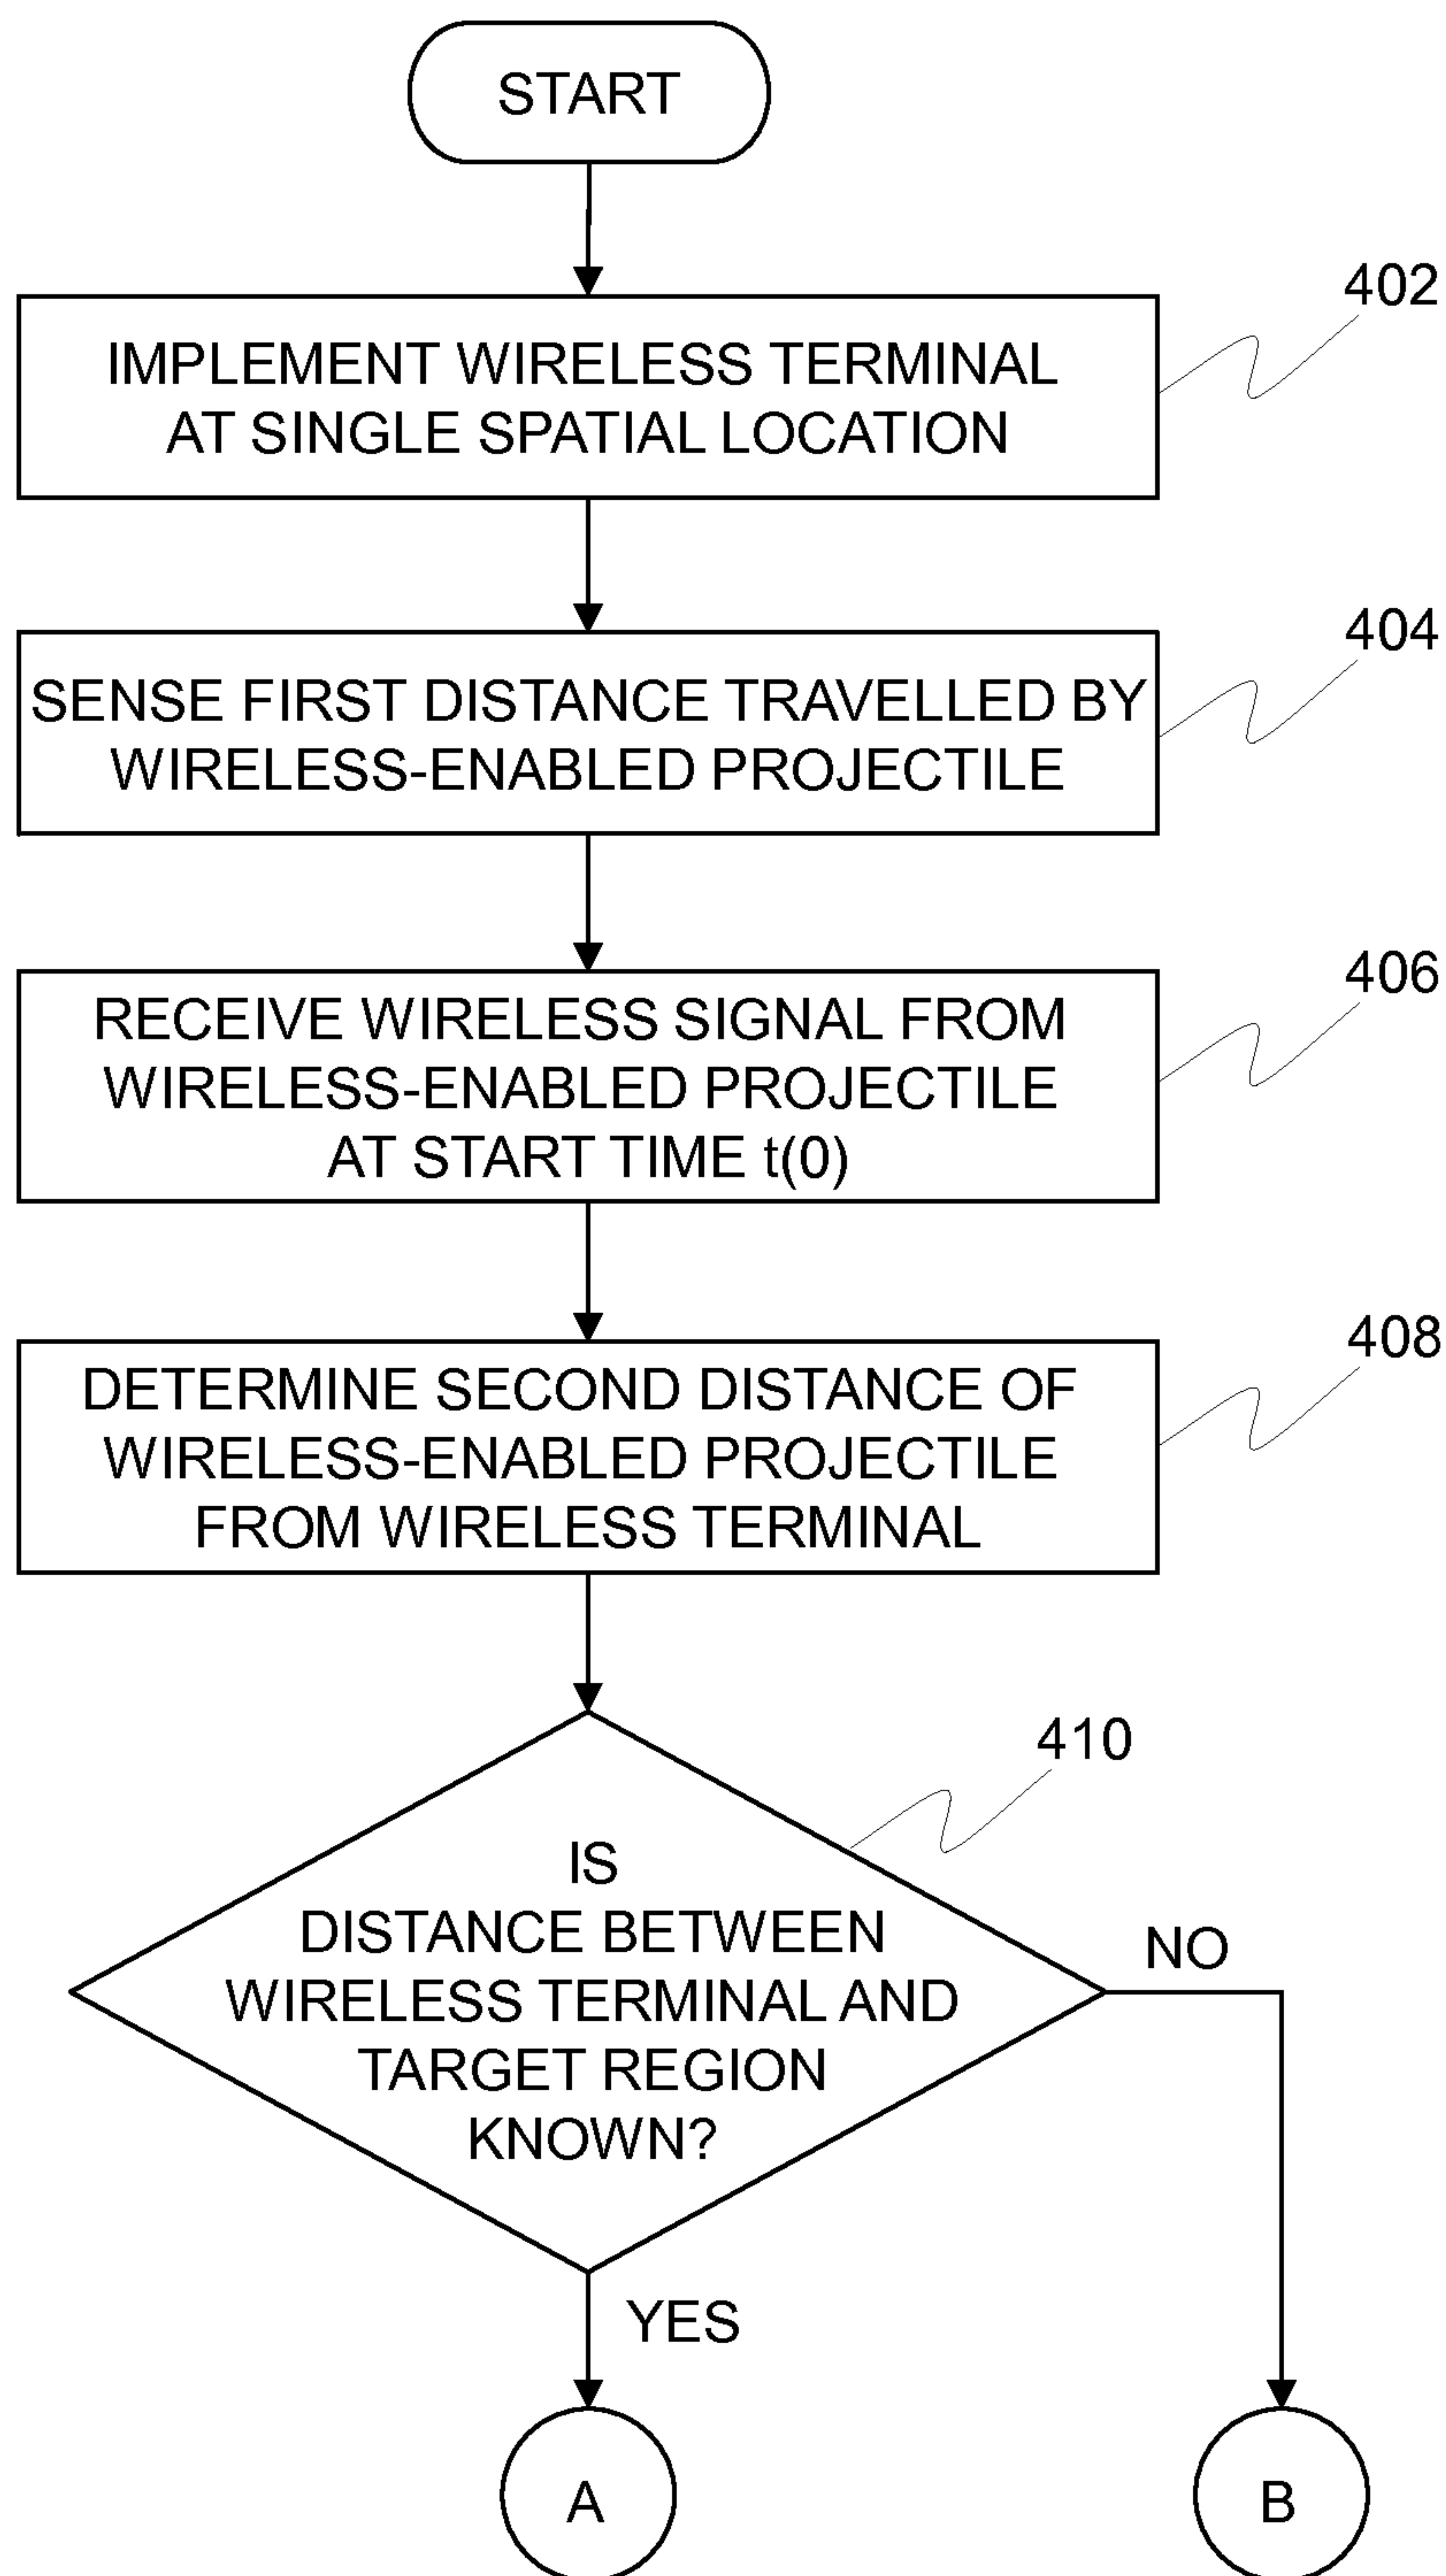 START
402
IMPLEMENT WIRELESS TERMINAL
AT SINGLE SPATIAL LOCATION
404
SENSE FIRST DISTANCE TRAVELLED BY
WIRELESS-ENABLED PROJECTILE
406
RECEIVE WIRELESS SIGNAL FROM
WIRELESS-ENABLED PROJECTILE
AT START TIME t(0)
408
DETERMINE SECOND DISTANCE OF
WIRELESS-ENABLED PROJECTILE
FROM WIRELESS TERMINAL
410
IS
DISTANCE BETWEEN
WIRELESS TERMINAL AND
TARGET REGION
KNOWN?
NO
YES
A
B